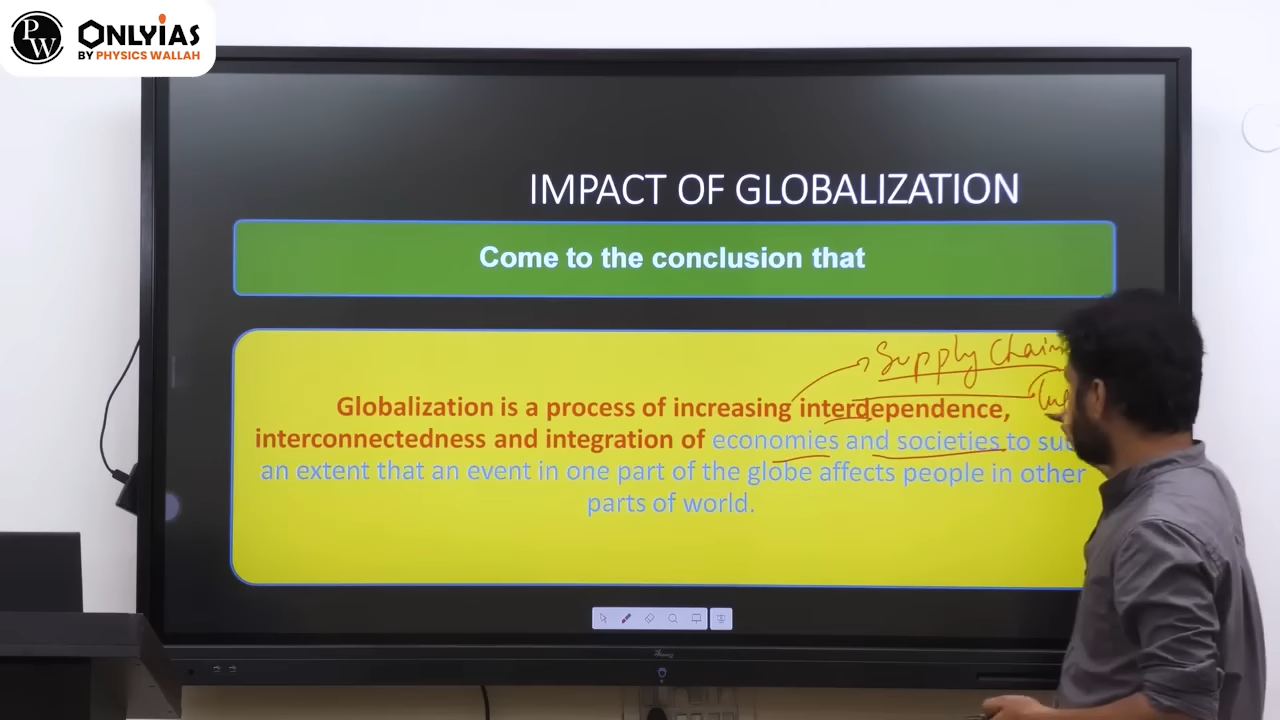 PW
ONLYIAS
BY PHYSICS WALLAH
IMPACT OF GLOBALIZATION
Come to the conclusion that
Supply Chain
Globalization is a process of increasing interdependence,
interconnectedness and integration of economies and societies to
an extent that an event in one part of the globe affects people in other
parts of world.